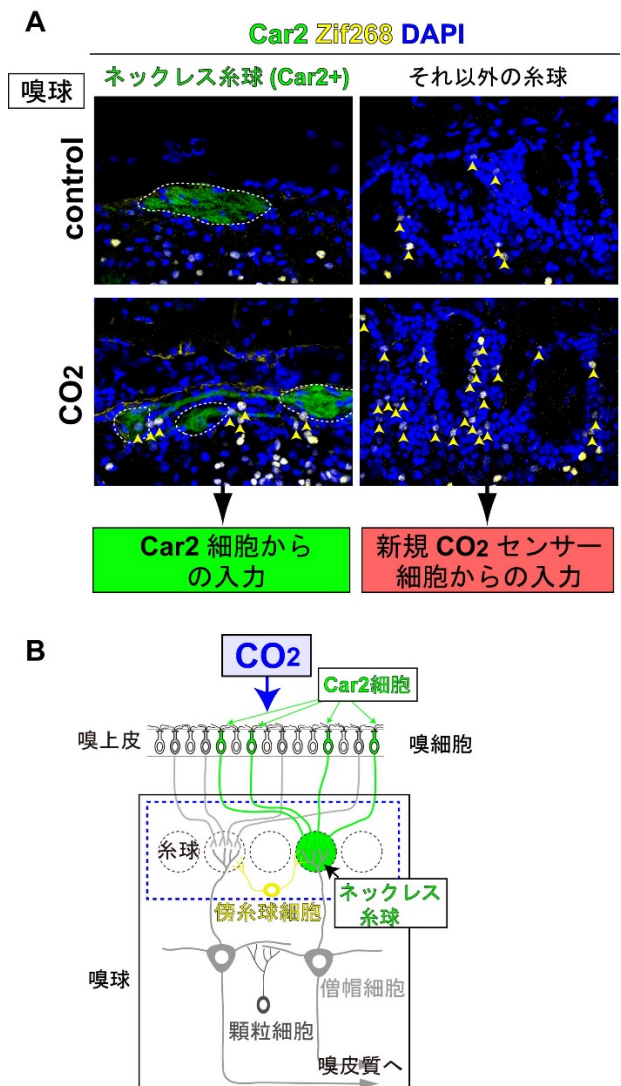 A
Car2 Zif268 DAPI
嗅球
ネックレス糸球 (Car2+)
それ以外の糸球
control
CO2
Car2 細胞から
の入力
新規 CO2 センサー
細胞からの入力
B
CO2
Car2細胞
嗅上皮
嗅細胞
糸球
傍糸球細胞
ネックレス
糸球
嗅球
僧帽細胞
顆粒細胞
嗅皮質へ